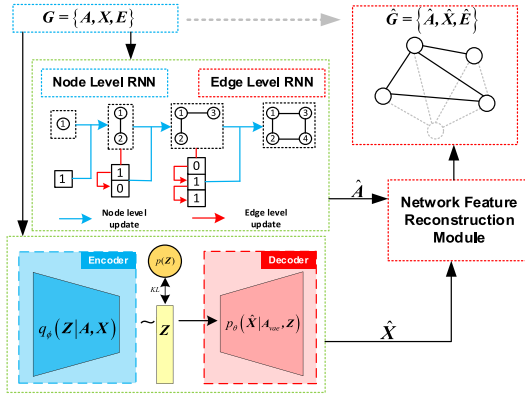 G = {A, X, E}
Ĝ = {Â, X̂, Ê}
Node Level RNN
Edge Level RNN
1
1
2
1
3
2
1
3
2
4
1
1
0
0
1
1
Node level
update
Edge level
update
Â
Network Feature
Reconstruction
Module
Encoder
p(Z)
Decoder
KL
q_ϕ(Z|A,X)
~
Z
p_θ(X̂|A_vae,Z)
X̂